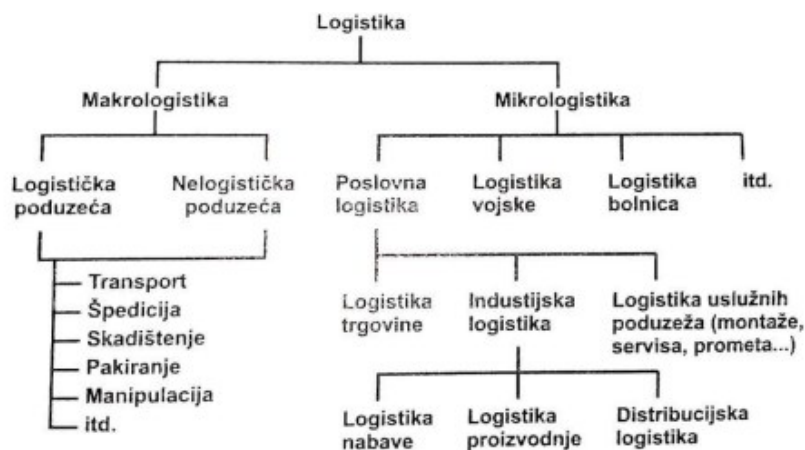 Logistika
Makrologistika
Mikrologistika
Logistička
poduzeća
Nelogistička
poduzeća
Poslovna
logistika
Logistika
vojske
Logistika
bolnica
itd.
Transport
Špedicija
Skadištenje
Pakiranje
Manipulacija
itd.
Logistika
trgovine
Industijska
logistika
Logistika uslužnih
poduzeža (montaže,
servisa, prometa...)
Logistika
nabave
Logistika
proizvodnje
Distribucijska
logistika